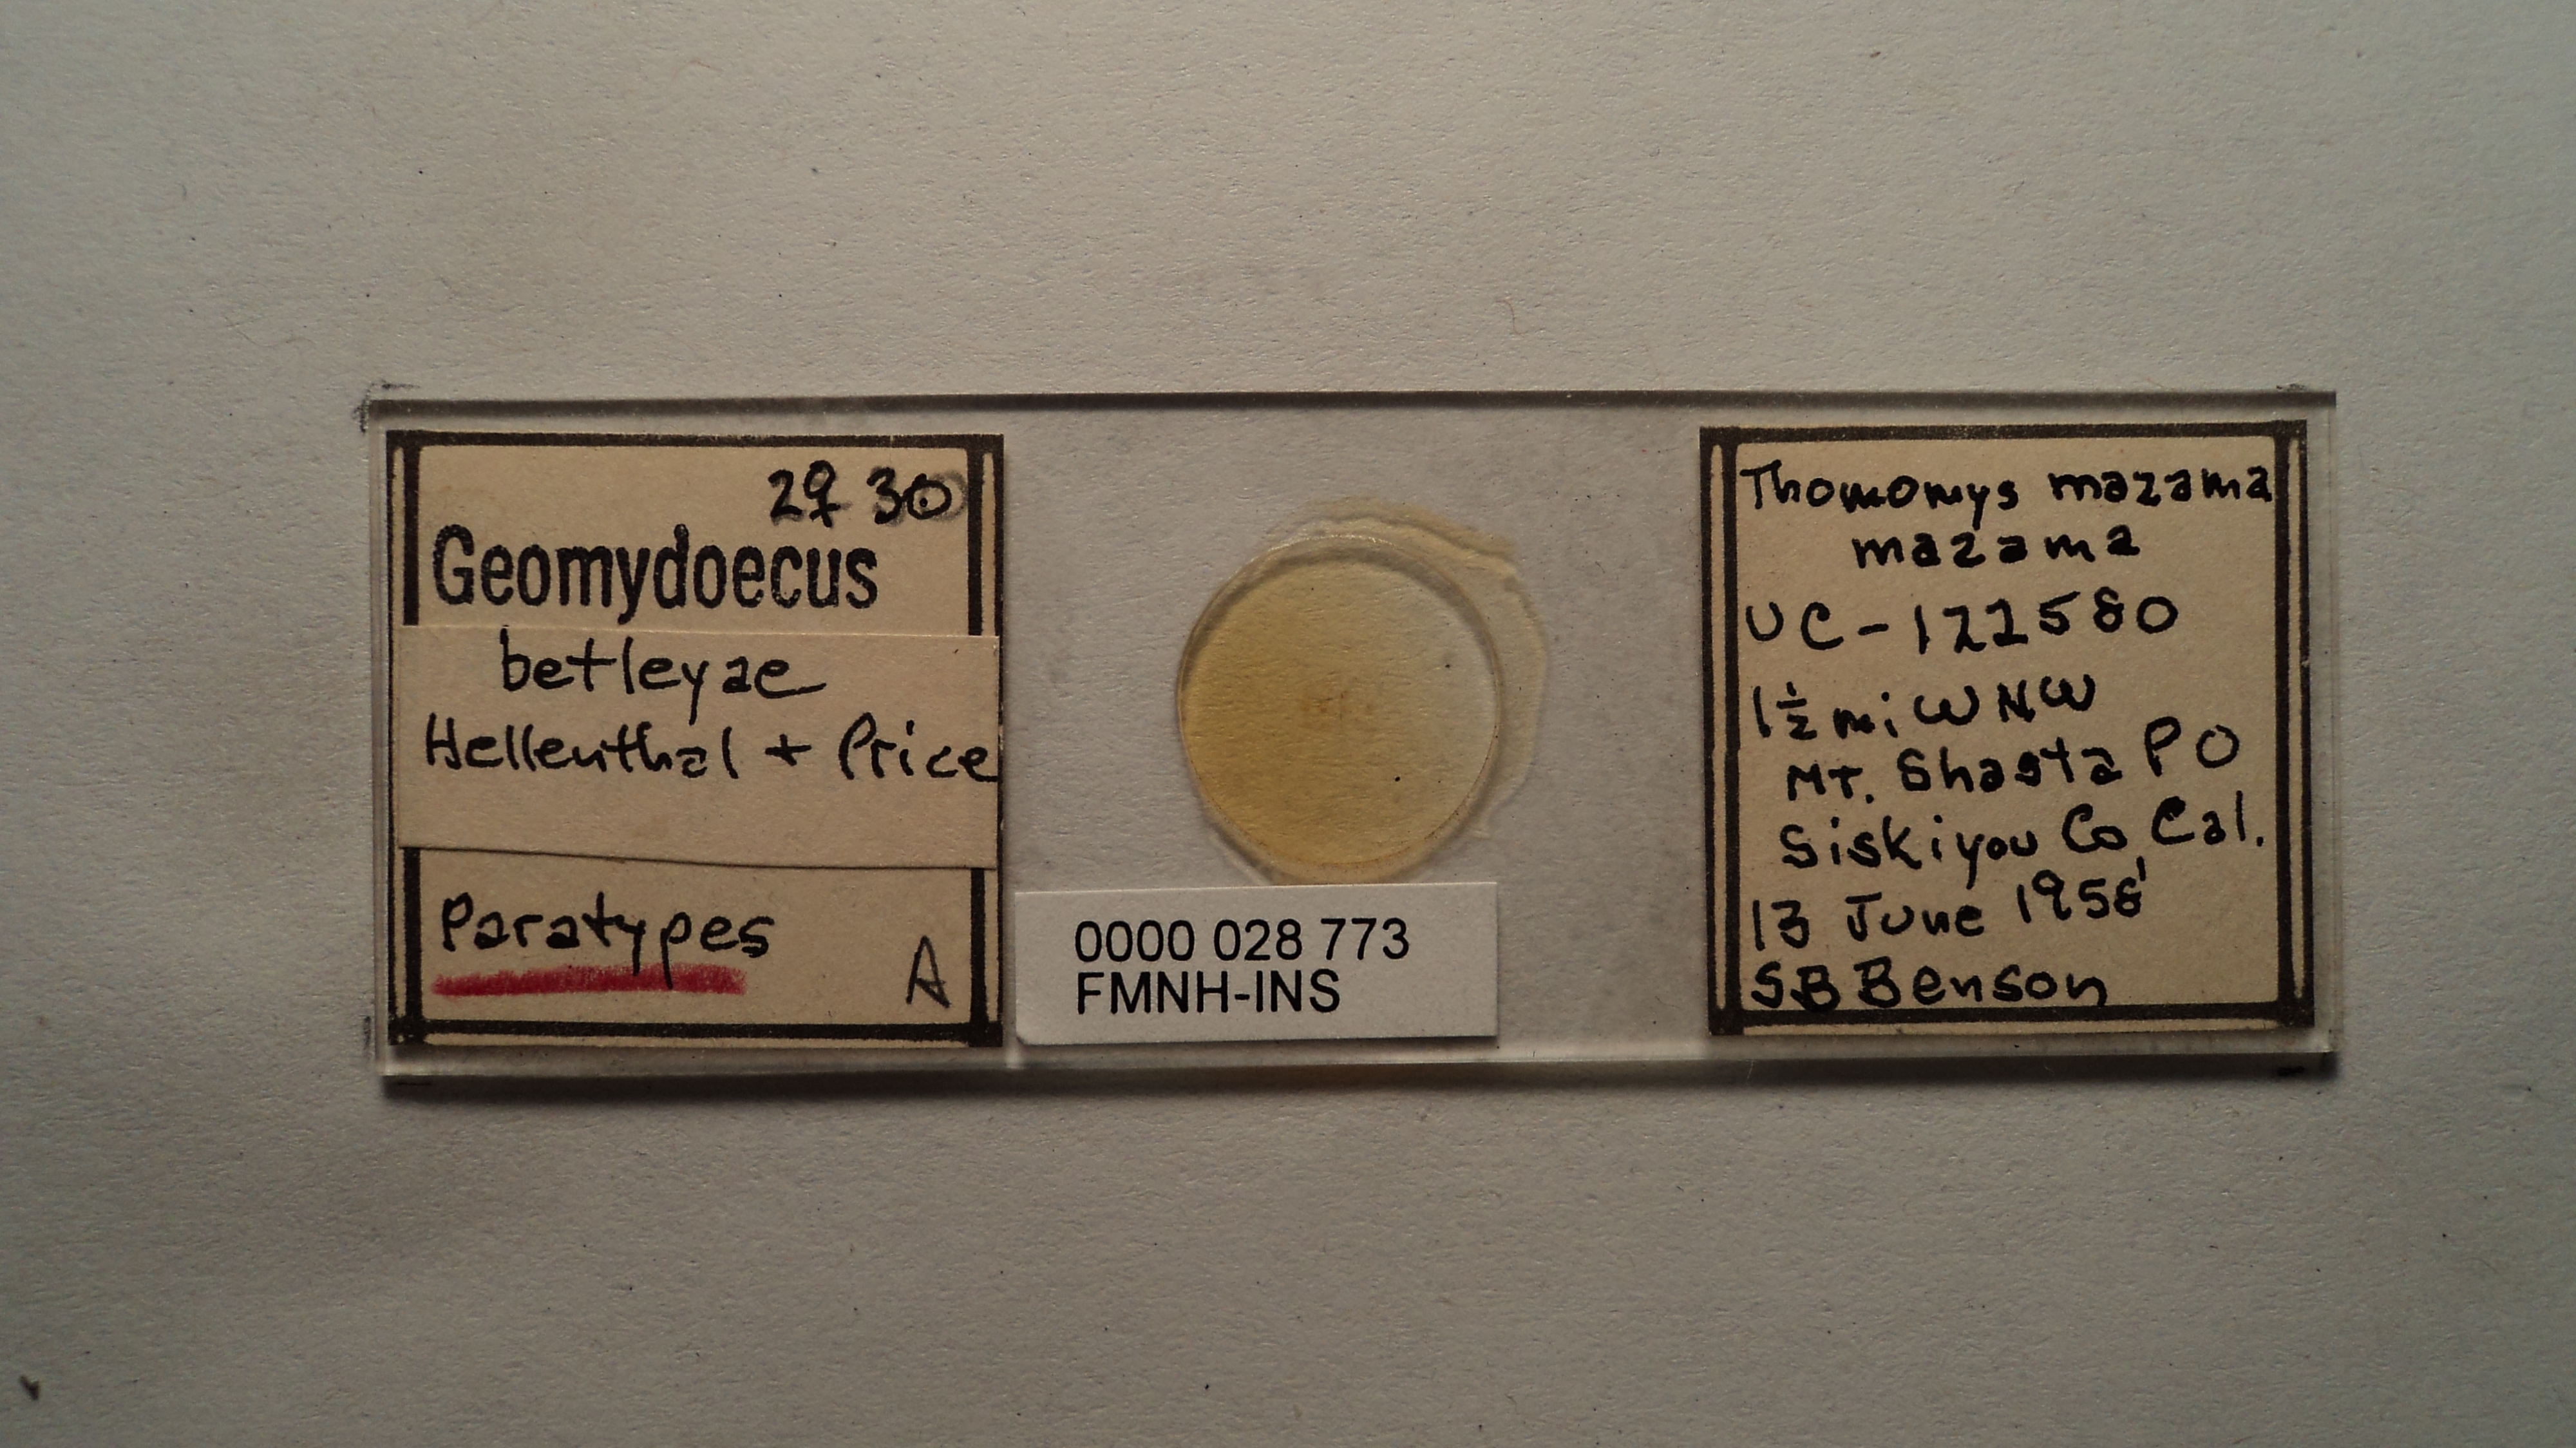 2♀ 30
Geomydoecus
betleyae
Hellenthal + Price
Paratypes
A
0000 028 773
FMNH-INS
Thomomys mazama
mazama
UC-122580
1½ mi WNW
Mt. Shasta PO
Siskiyou Co, Cal.
13 June 1958
SB Benson